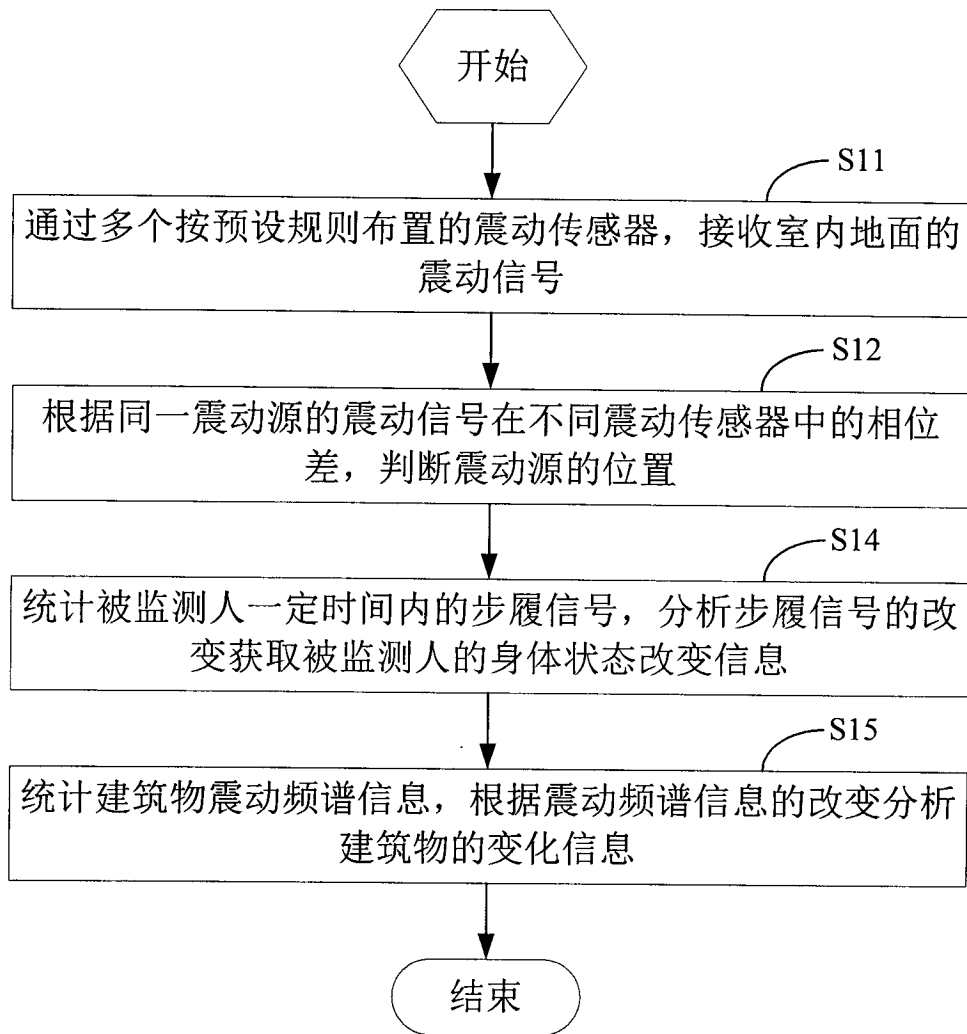 开始
S11
通过多个按预设规则布置的震动传感器，接收室内地面的
震动信号
S12
根据同一震动源的震动信号在不同震动传感器中的相位
差，判断震动源的位置
S14
统计被监测人一定时间内的步履信号，分析步履信号的改
变获取被监测人的身体状态改变信息
S15
统计建筑物震动频谱信息，根据震动频谱信息的改变分析
建筑物的变化信息
结束